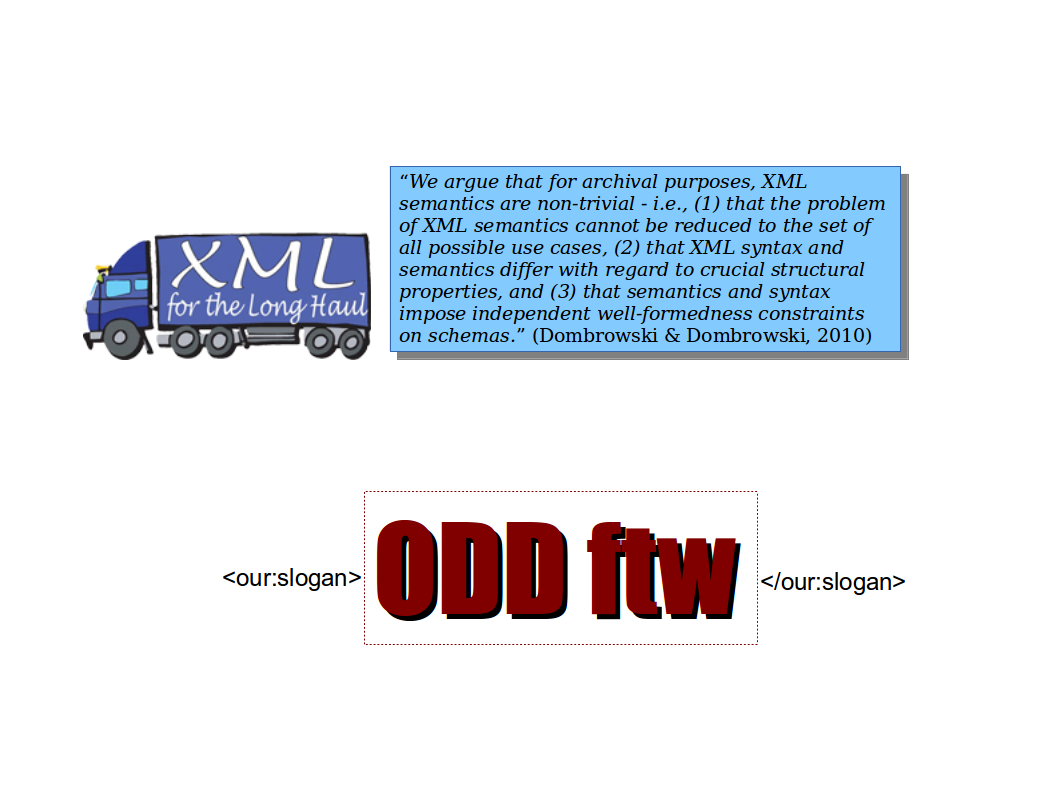 XML
for the Long Haul
“We argue that for archival purposes, XML
semantics are non-trivial - i.e., (1) that the problem
of XML semantics cannot be reduced to the set of
all possible use cases, (2) that XML syntax and
semantics differ with regard to crucial structural
properties, and (3) that semantics and syntax
impose independent well-formedness constraints
on schemas.” (Dombrowski & Dombrowski, 2010)
<our:slogan> ODD ftw </our:slogan>